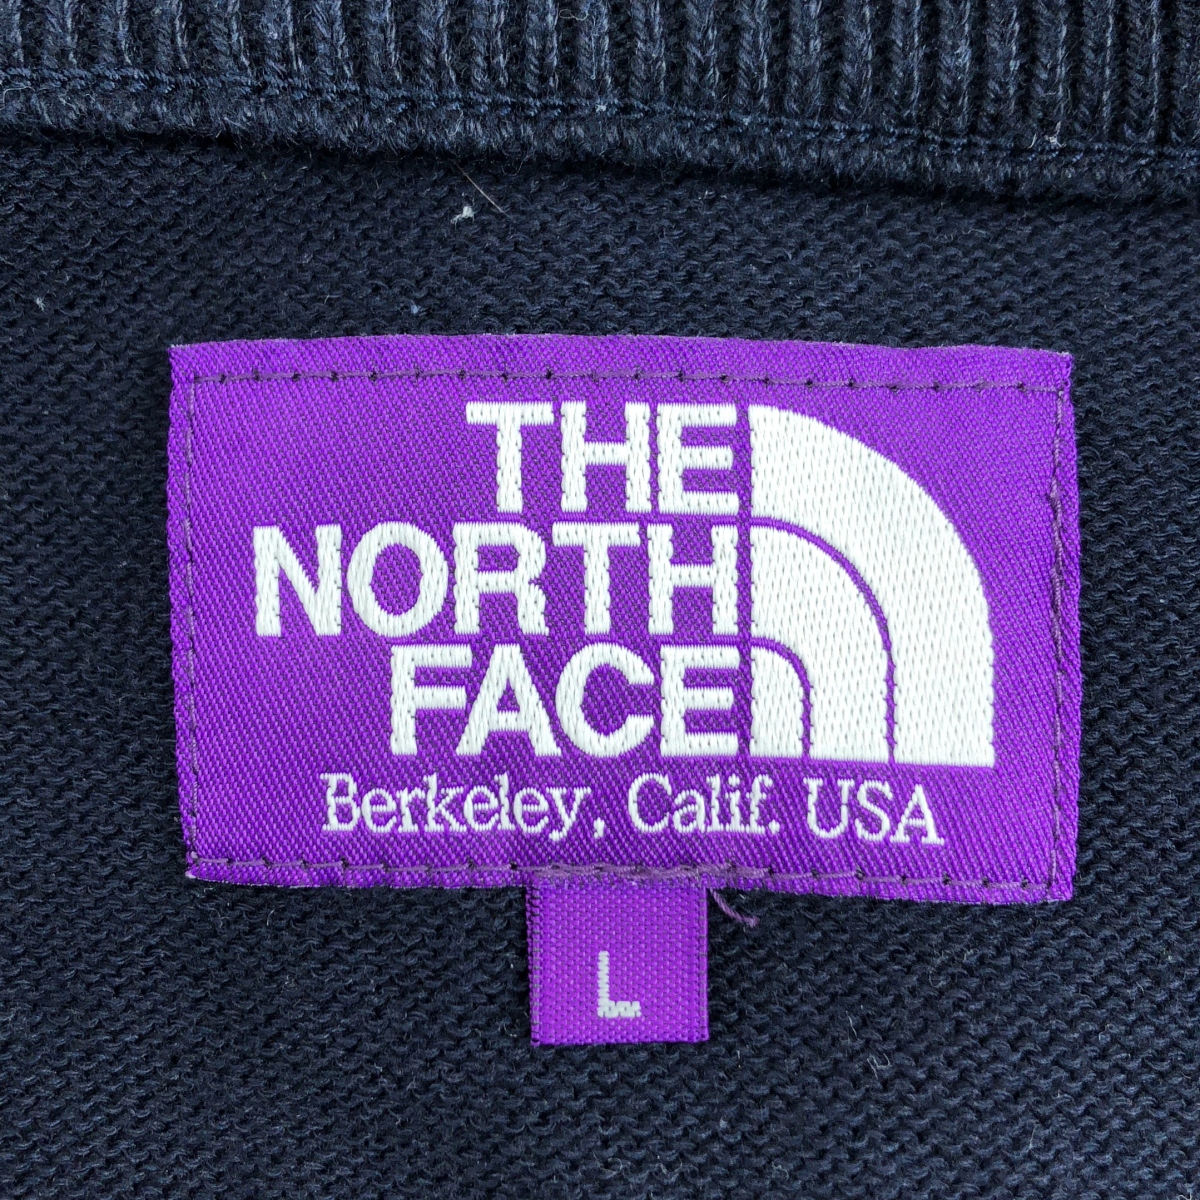 THE
NORTH
FACE
Berkeley, Calif. USA
L